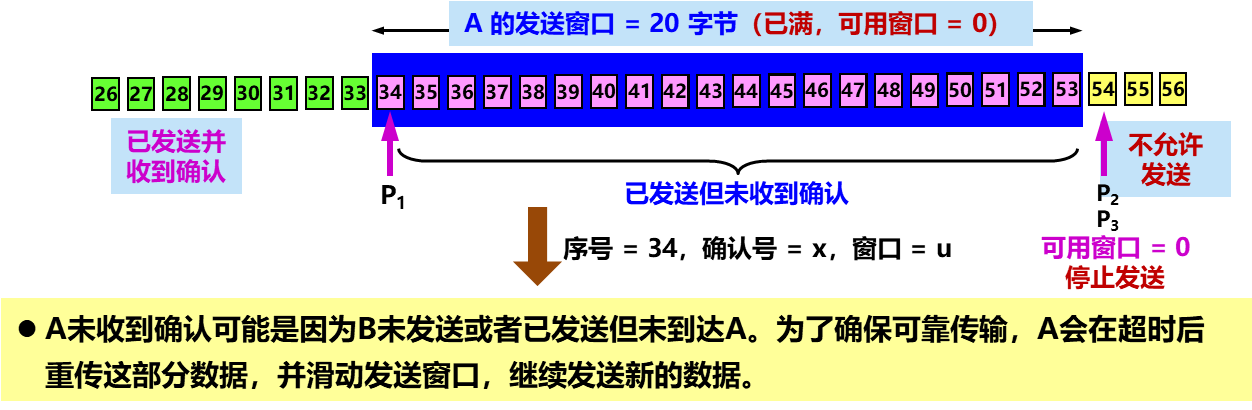 A 的发送窗口 = 20 字节（已满，可用窗口 = 0）
26 27 28 29 30 31 32 33 34 35 36 37 38 39 40 41 42 43 44 45 46 47 48 49 50 51 52 53 54 55 56
已发送并
收到确认
P1
已发送但未收到确认
不允许
发送
P2
P3
可用窗口 = 0
停止发送
序号 = 34，确认号 = x，窗口 = u
● A未收到确认可能是因为B未发送或者已发送但未到达A。为了确保可靠传输，A会在超时后
重传这部分数据，并滑动发送窗口，继续发送新的数据。